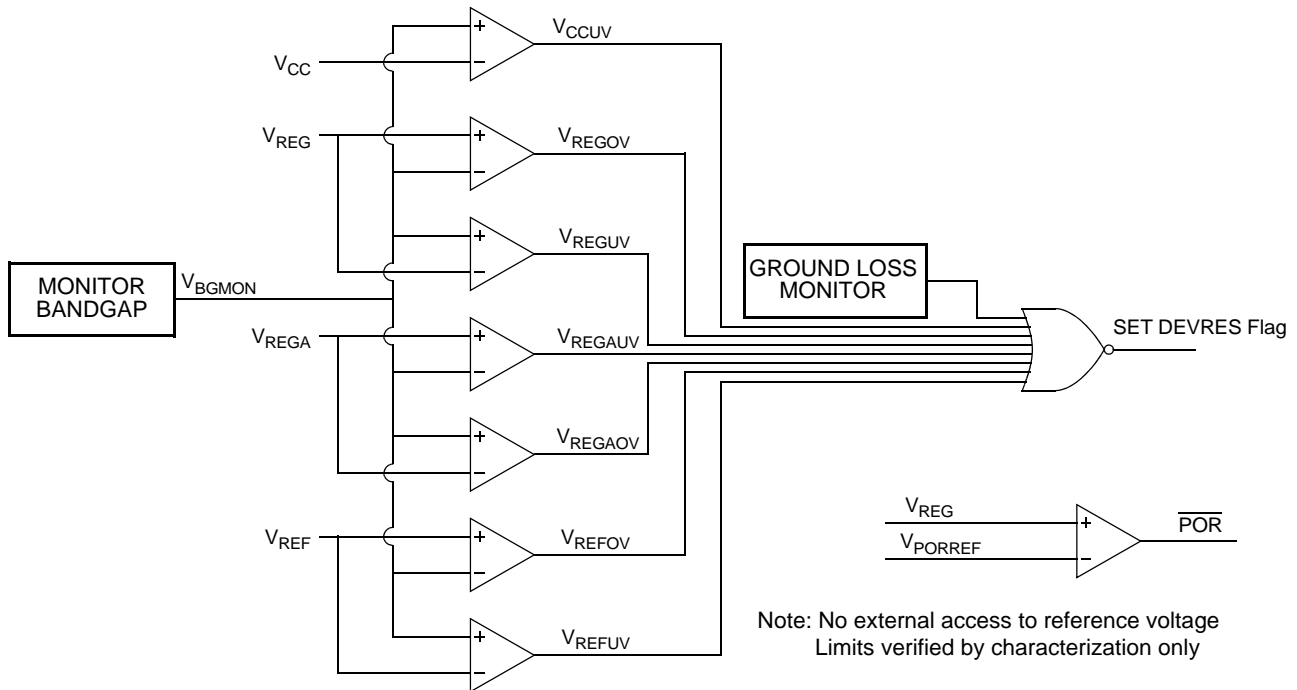 V_CCUV
V_CC
V_REG
V_REGOV
V_REGUV
GROUND LOSS
MONITOR
MONITOR
BANDGAP
V_BGMON
SET DEVRES Flag
V_REGA
V_REGAUV
V_REGAOV
V_REF
V_REFOV
V_REG
V_PORREF
POR
V_REFUV
Note: No external access to reference voltage
Limits verified by characterization only